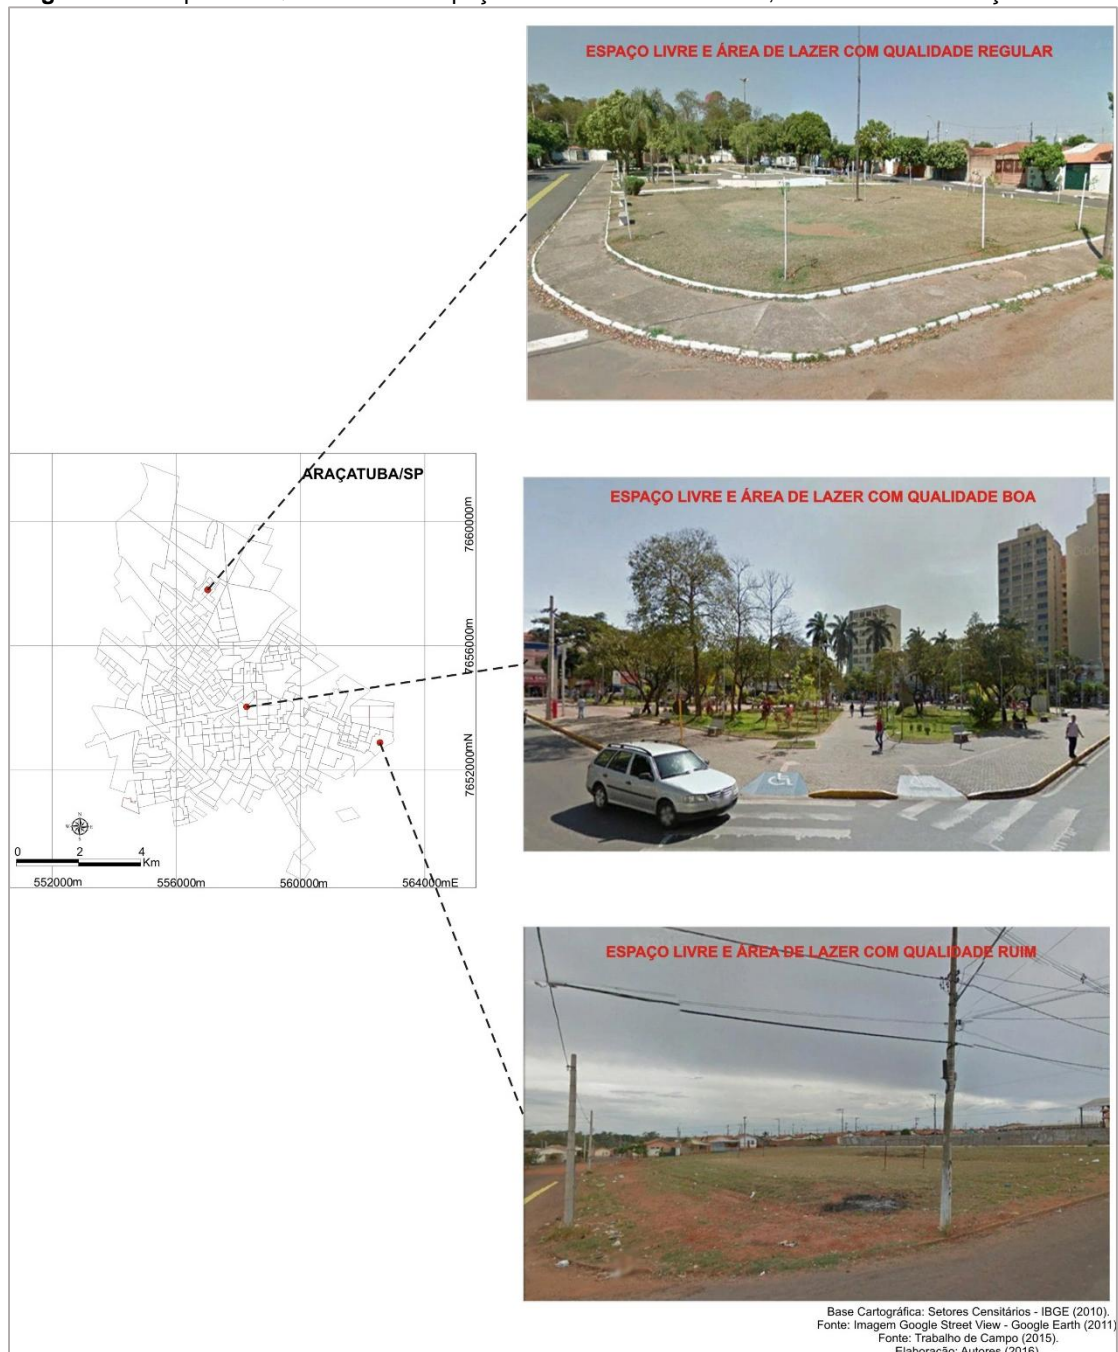 ESPAÇO LIVRE E ÁREA DE LAZER COM QUALIDADE REGULAR
ARAÇATUBA/SP
7660000m
7656000m
7652000mN
N
0 2 4
Km
552000m 556000m 560000m 564000mE
ESPAÇO LIVRE E ÁREA DE LAZER COM QUALIDADE BOA
ESPAÇO LIVRE E ÁREA DE LAZER COM QUALIDADE RUIM
Base Cartográfica: Setores Censitários - IBGE (2010).
Fonte: Imagem Google Street View - Google Earth (2011)
Fonte: Trabalho de Campo (2015).
Elaboração: Autores (2016)